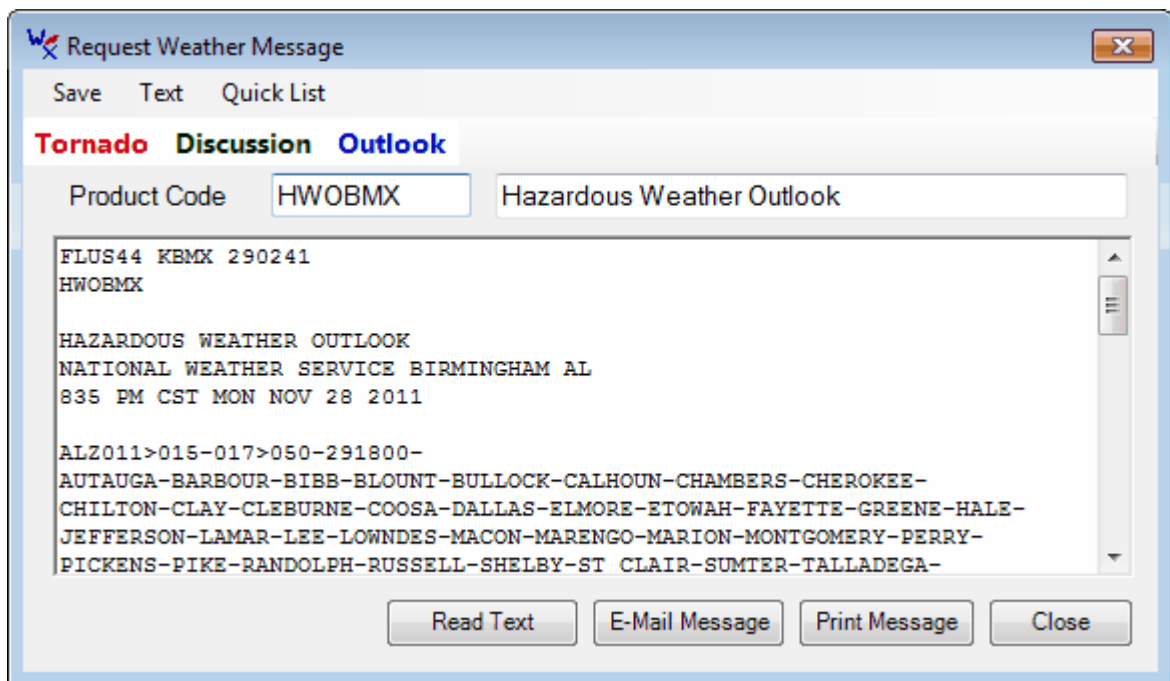 Request Weather Message
Save Text Quick List
Tornado Discussion Outlook
Product Code HWOBMX Hazardous Weather Outlook
FLUS44 KBMX 290241
HWOBMX
HAZARDOUS WEATHER OUTLOOK
NATIONAL WEATHER SERVICE BIRMINGHAM AL
835 PM CST MON NOV 28 2011
ALZ011>015-017>050-291800-
AUTAUGA-BARBOUR-BIBB-BLOUNT-BULLOCK-CALHOUN-CHAMBERS-CHEROKEE-
CHILTON-CLAY-CLEBURNE-COOSA-DALLAS-ELMORE-ETOWAH-FAYETTE-GREENE-HALE-
JEFFERSON-LAMAR-LEE-LOWNDES-MACON-MARENGO-MARION-MONTGOMERY-PERRY-
PICKENS-PIKE-RANDOLPH-RUSSELL-SHELBY-ST CLAIR-SUMTER-TALLADEGA-
Read Text E-Mail Message Print Message Close